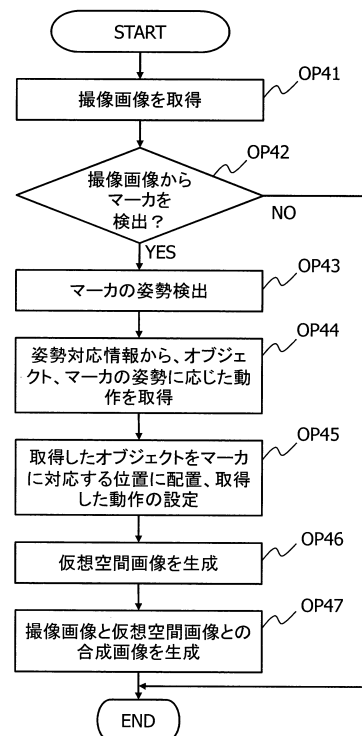 START
OP41
撮像画像を取得
OP42
撮像画像から
マーカを
検出？
NO
YES
OP43
マーカの姿勢検出
OP44
姿勢対応情報から、オブジェ
クト、マーカの姿勢に応じた動
作を取得
OP45
取得したオブジェクトをマーカ
に対応する位置に配置、取得
した動作の設定
OP46
仮想空間画像を生成
OP47
撮像画像と仮想空間画像との
合成画像を生成
END